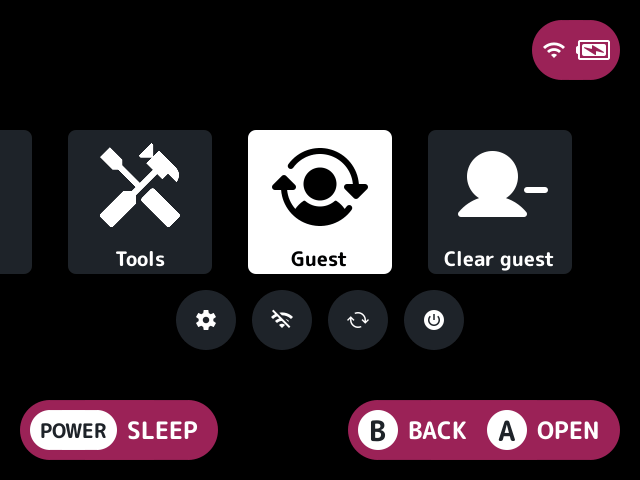 Tools
Guest
Clear guest
POWER SLEEP
B BACK A OPEN